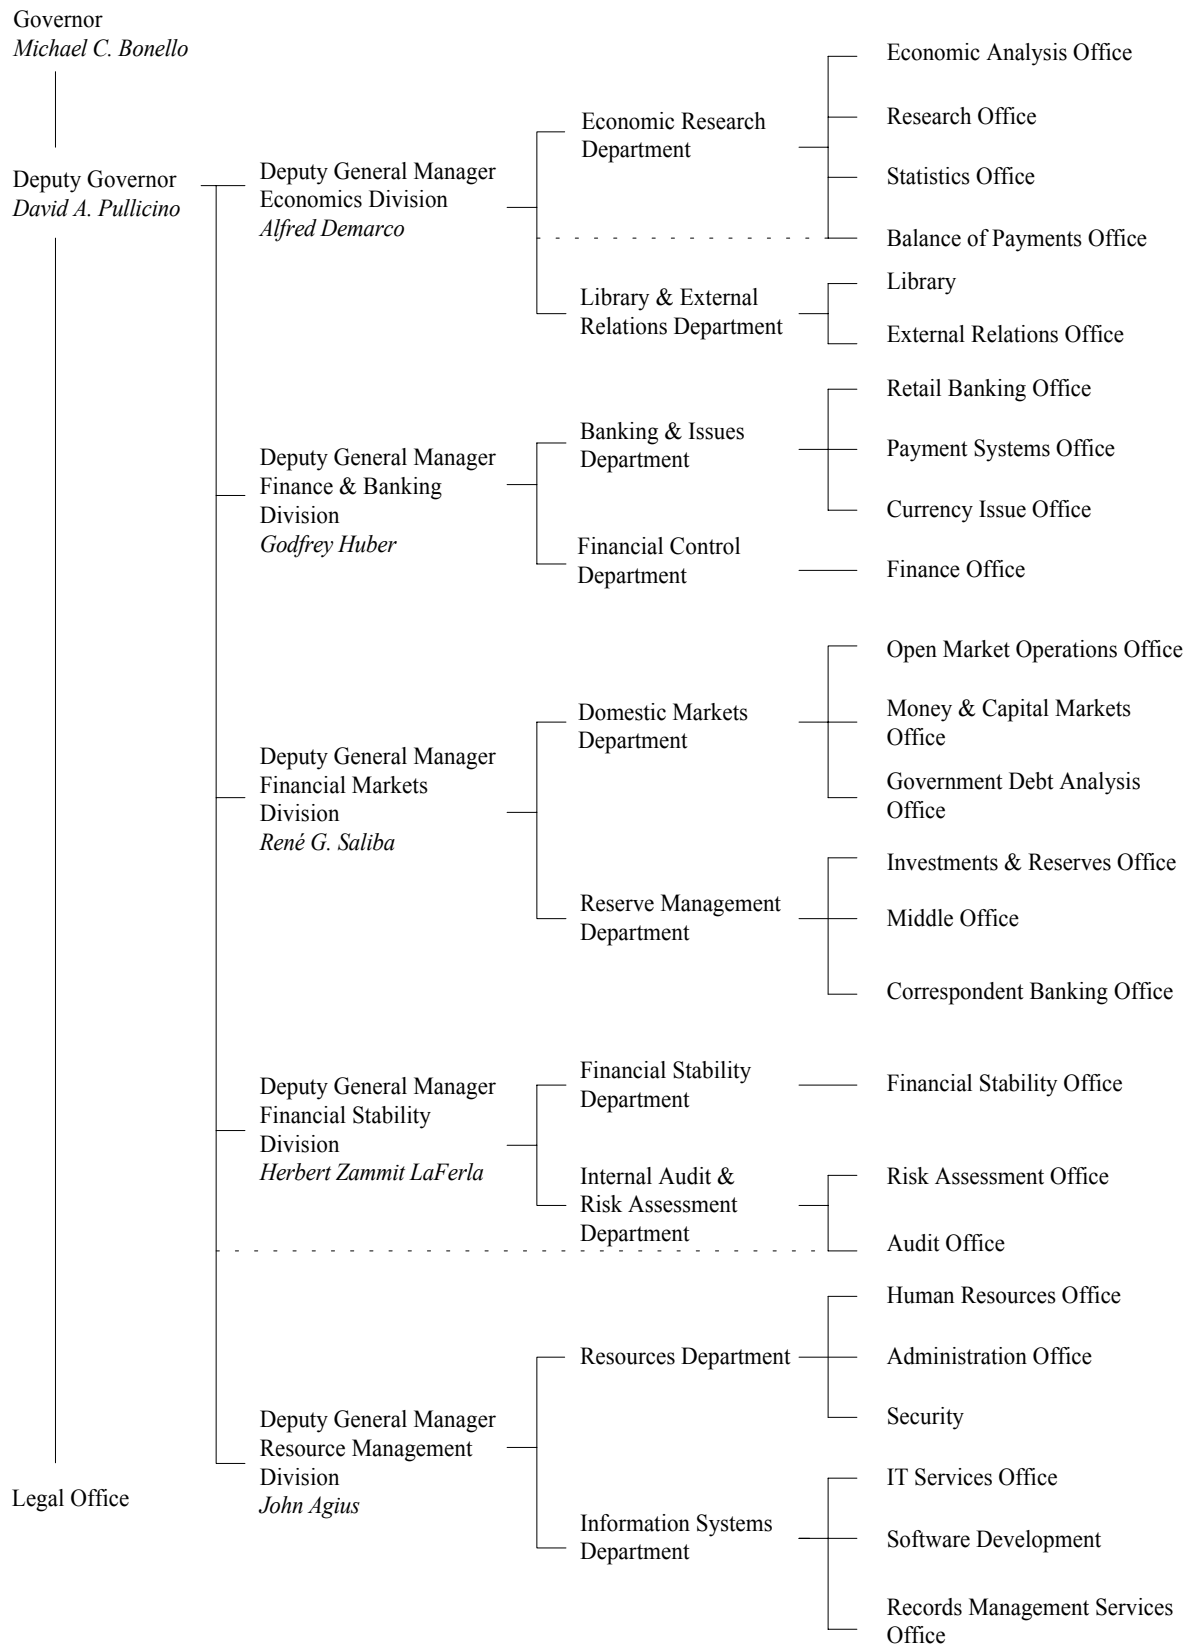 Governor
Michael C. Bonello
Deputy Governor
David A. Pullicino
Legal Office
Deputy General Manager
Economics Division
Alfred Demarco
Economic Research
Department
Economic Analysis Office
Research Office
Statistics Office
Balance of Payments Office
Library & External
Relations Department
Library
External Relations Office
Deputy General Manager
Finance & Banking
Division
Godfrey Huber
Banking & Issues
Department
Retail Banking Office
Payment Systems Office
Currency Issue Office
Financial Control
Department
Finance Office
Deputy General Manager
Financial Markets
Division
René G. Saliba
Domestic Markets
Department
Open Market Operations Office
Money & Capital Markets
Office
Government Debt Analysis
Office
Reserve Management
Department
Investments & Reserves Office
Middle Office
Correspondent Banking Office
Deputy General Manager
Financial Stability
Division
Herbert Zammit LaFerla
Financial Stability
Department
Financial Stability Office
Internal Audit &
Risk Assessment
Department
Risk Assessment Office
Audit Office
Deputy General Manager
Resource Management
Division
John Agius
Resources Department
Human Resources Office
Administration Office
Security
Information Systems
Department
IT Services Office
Software Development
Records Management Services
Office